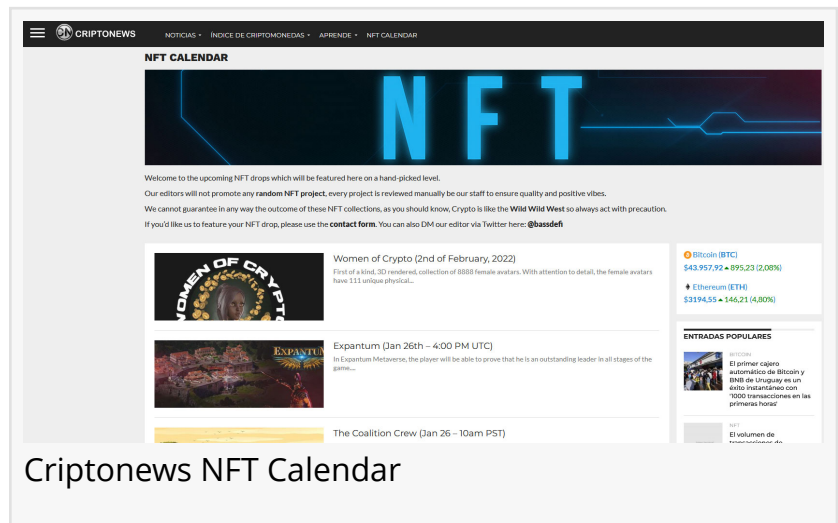 CN CRIPTONEWS
NOTICIAS
ÍNDICE DE CRIPTOMONEDAS
APRENDE
NFT CALENDAR
NFT CALENDAR
NFT
Welcome to the upcoming NFT drops which will be featured here on a hand-picked level.
Our editors will not promote any random NFT project, every project is reviewed manually be our staff to ensure quality and positive vibes.
We cannot guarantee in any way the outcome of these NFT collections, as you should know, Crypto is like the Wild Wild West so always act with precaution.
If you'd like us to feature your NFT drop, please use the contact form. You can also DM our editor via Twitter here: @bassdefi
WOMEN OF CRYPTO
Women of Crypto (2nd of February, 2022)
First of a kind, 3D rendered, collection of 8888 female avatars. With attention to detail, the female avatars
have 111 unique physical...
EXPANTUM
Expantum (Jan 26th – 4:00 PM UTC)
In Expantum Metaverse, the player will be able to prove that he is an outstanding leader in all stages of the
game....
The Coalition Crew (Jan 26 – 10am PST)
Bitcoin (BTC)
$43.957,92 895,23 (2,08%)
Ethereum (ETH)
$3194,55 146,21 (4,80%)
ENTRADAS POPULARES
BITCOIN
El primer cajero
automático de Bitcoin y
BNB de Uruguay es un
éxito instantáneo con
'1000 transacciones en las
primeras horas'
NFT
El volumen de
transacciones de
Criptonews NFT Calendar